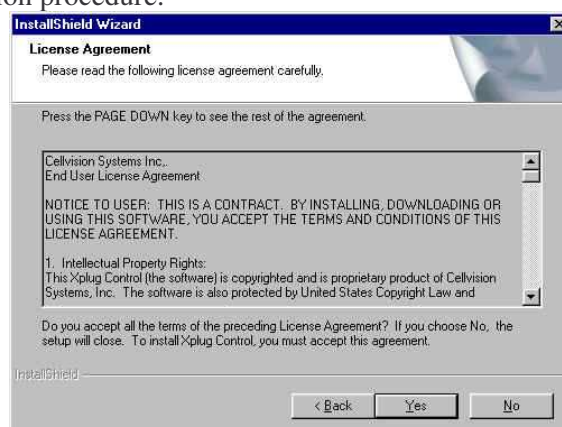 ion procedure.
InstallShield Wizard
License Agreement
Please read the following license agreement carefully.
Press the PAGE DOWN key to see the rest of the agreement.
Cellvision Systems Inc,.
End User License Agreement
NOTICE TO USER: THIS IS A CONTRACT. BY INSTALLING, DOWNLOADING OR
USING THIS SOFTWARE, YOU ACCEPT THE TERMS AND CONDITIONS OF THIS
LICENSE AGREEMENT.
1. Intellectual Property Rights:
This Xplug Control (the software) is copyrighted and is proprietary product of Cellvision
Systems, Inc. The software is also protected by United States Copyright Law and
Do you accept all the terms of the preceding License Agreement? If you choose No, the
setup will close. To install Xplug Control, you must accept this agreement.
InstallShield
< Back
Yes
No